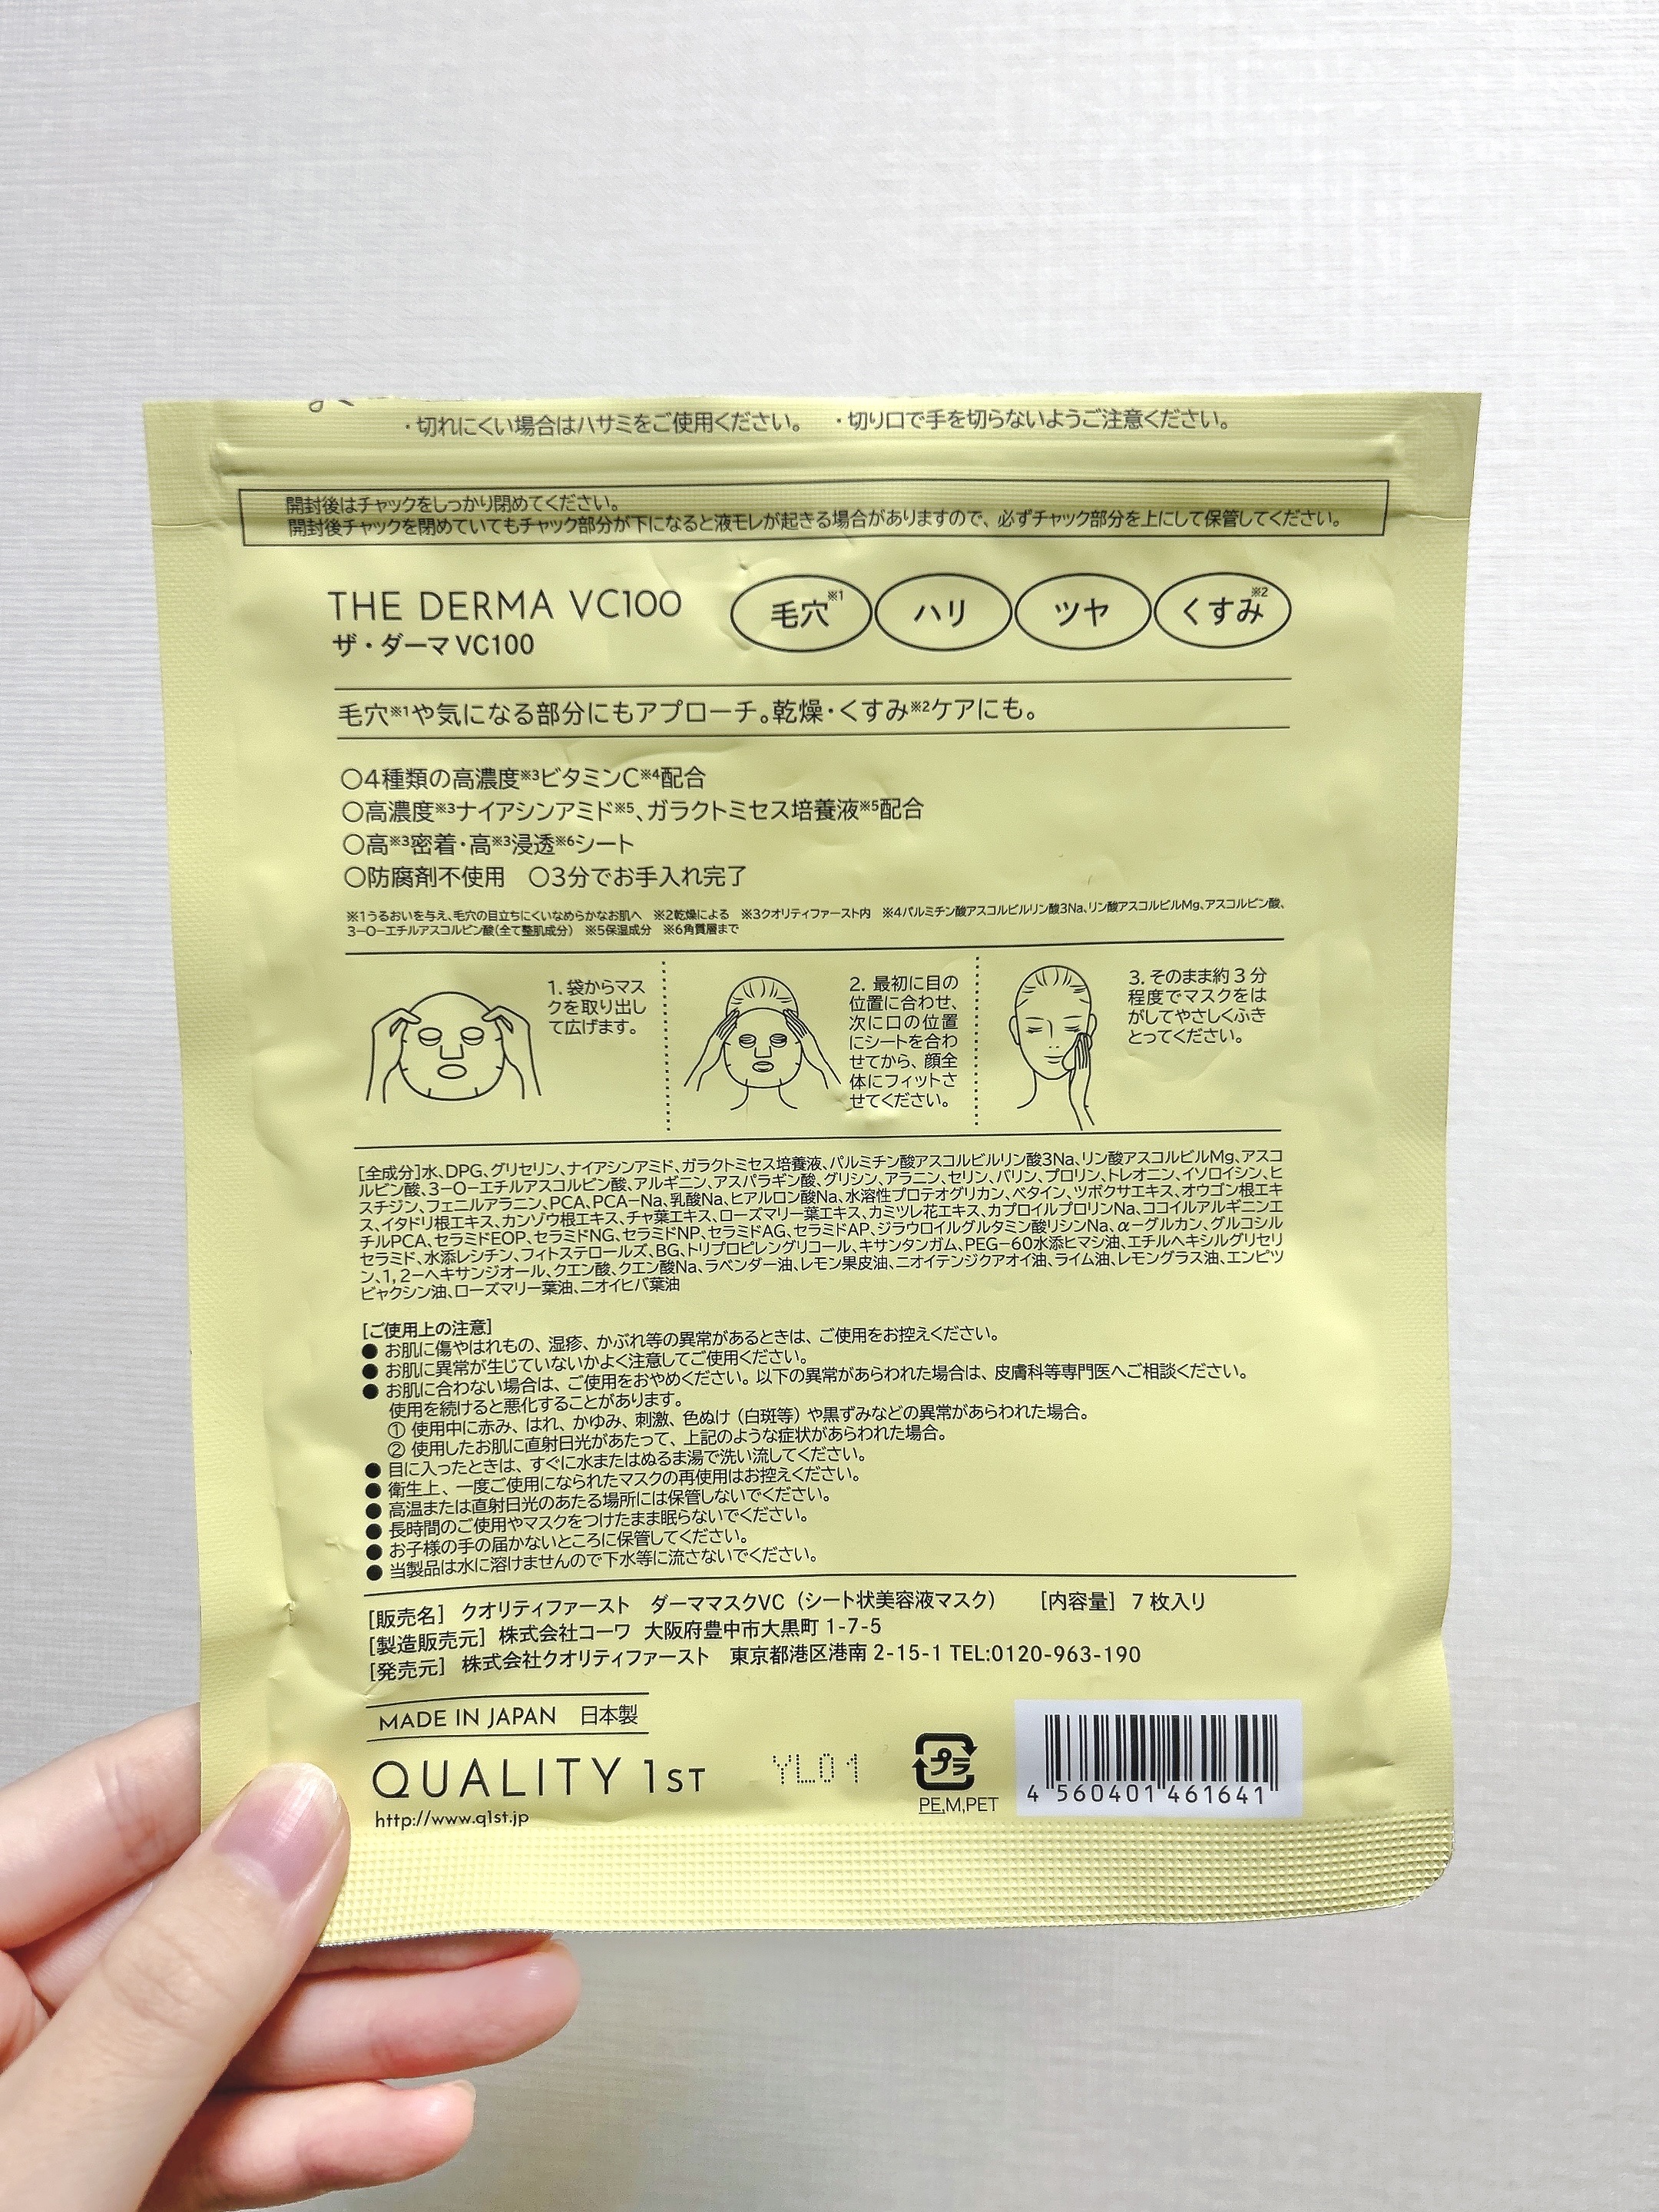 ・切れにくい場合はハサミをご使用ください。 ・切り口で手を切らないようご注意ください。
開封後はチャックをしっかり閉めてください。
開封後チャックを閉めていてもチャック部分が下になると液モレが起きる場合がありますので、必ずチャック部分を上にして保管してください。
THE DERMA VC100
ザ・ダーマ VC100
毛穴※1 ハリ ツヤ くすみ※2
毛穴※1や気になる部分にもアプローチ。乾燥・くすみ※2ケアにも。
○4種類の高濃度※3ビタミンC※4配合
○高濃度※3ナイアシンアミド※5、ガラクトミセス培養液※5配合
○高※3密着・高※3浸透※6シート
○防腐剤不使用 ○3分でお手入れ完了
※1うるおいを与え、毛穴の目立ちにくいなめらかなお肌へ ※2乾燥による ※3クオリティファースト内 ※4パルミチン酸アスコルビルリン酸3Na、リン酸アスコルビルMg、アスコルビン酸、
3-O-エチルアスコルビン酸(全て整肌成分) ※5保湿成分 ※6角質層まで
1. 袋からマス
クを取り出し
て広げます。
2. 最初に目の
位置に合わせ、
次に口の位置
にシートを合わ
せてから、顔全
体にフィットさ
せてください。
3. そのまま約3分
程度でマスクをは
がしてやさしくふき
とってください。
[全成分]水、DPG、グリセリン、ナイアシンアミド、ガラクトミセス培養液、パルミチン酸アスコルビルリン酸3Na、リン酸アスコルビルMg、アスコ
ルビン酸、3-O-エチルアスコルビン酸、アルギニン、アスパラギン酸、グリシン、アラニン、セリン、バリン、プロリン、トレオニン、イソロイシン、ヒ
スチジン、フェニルアラニン、PCA、PCA-Na、乳酸Na、ヒアルロン酸Na、水溶性プロテオグリカン、ベタイン、ツボクサエキス、オウゴン根エキ
ス、イタドリ根エキス、カンゾウ根エキス、チャ葉エキス、ローズマリー葉エキス、カミツレ花エキス、カプロイルプロリンNa、ココイルアルギニンエ
チルPCA、セラミドEOP、セラミドNG、セラミドNP、セラミドAG、セラミドAP、ジラウロイルグルタミン酸リシンNa、α-グルカン、グルコシル
セラミド、水添レシチン、フィトステロールズ、BG、トリプロピレングリコール、キサンタンガム、PEG-60水添ヒマシ油、エチルヘキシルグリセリ
ン、1,2-ヘキサンジオール、クエン酸、クエン酸Na、ラベンダー油、レモン果皮油、ニオイテンジクアオイ油、ライム油、レモングラス油、エンピツ
ビャクシン油、ローズマリー葉油、ニオイヒバ葉油
[ご使用上の注意]
● お肌に傷やはれもの、湿疹、かぶれ等の異常があるときは、ご使用をお控えください。
● お肌に異常が生じていないかよく注意してご使用ください。
● お肌に合わない場合は、ご使用をおやめください。以下の異常があらわれた場合は、皮膚科等専門医へご相談ください。
使用を続けると悪化することがあります。
① 使用中に赤み、はれ、かゆみ、刺激、色ぬけ(白斑等)や黒ずみなどの異常があらわれた場合。
② 使用したお肌に直射日光があたって、上記のような症状があらわれた場合。
● 目に入ったときは、すぐに水またはぬるま湯で洗い流してください。
● 衛生上、一度ご使用になられたマスクの再使用はお控えください。
● 高温または直射日光のあたる場所には保管しないでください。
● 長時間のご使用やマスクをつけたまま眠らないでください。
● お子様の手の届かないところに保管してください。
● 当製品は水に溶けませんので下水等に流さないでください。
[販売名] クオリティファースト ダーママスクVC(シート状美容液マスク) [内容量] 7枚入り
[製造販売元] 株式会社コーワ 大阪府豊中市大黒町 1-7-5
[発売元] 株式会社クオリティファースト 東京都港区港南 2-15-1 TEL:0120-963-190
MADE IN JAPAN 日本製
QUALITY 1ST
http://www.q1st.jp
YL01
プラ
PE,M,PET
4 560401 461641